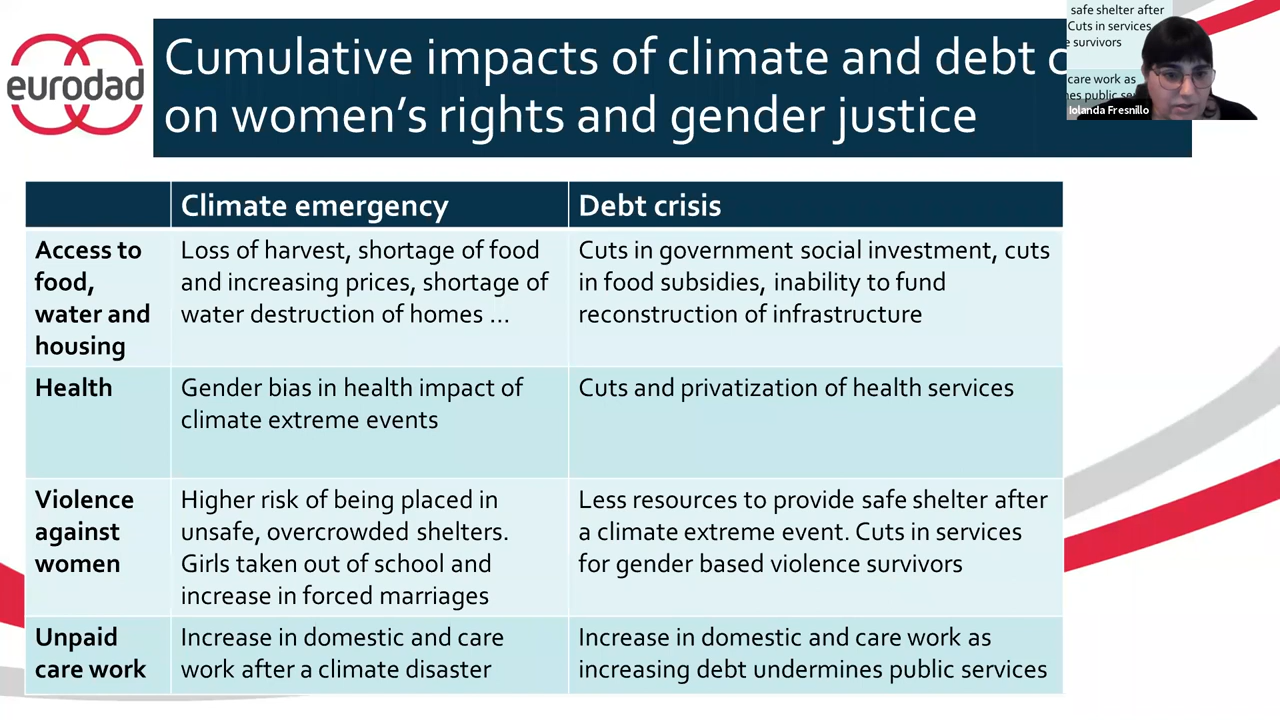 eurodad
Cumulative impacts of climate and debt
on women's rights and gender justice
safe shelter after
Cuts in services
survivors
care work as
public
Iolanda Fresnillo
Climate emergency
Debt crisis
Access to
food,
water and
housing
Loss of harvest, shortage of food
and increasing prices, shortage of
water destruction of homes ...
Cuts in government social investment, cuts
in food subsidies, inability to fund
reconstruction of infrastructure
Health
Gender bias in health impact of
climate extreme events
Cuts and privatization of health services
Violence
against
women
Higher risk of being placed in
unsafe, overcrowded shelters.
Girls taken out of school and
increase in forced marriages
Less resources to provide safe shelter after
a climate extreme event. Cuts in services
for gender based violence survivors
Unpaid
care work
Increase in domestic and care
work after a climate disaster
Increase in domestic and care work as
increasing debt undermines public services